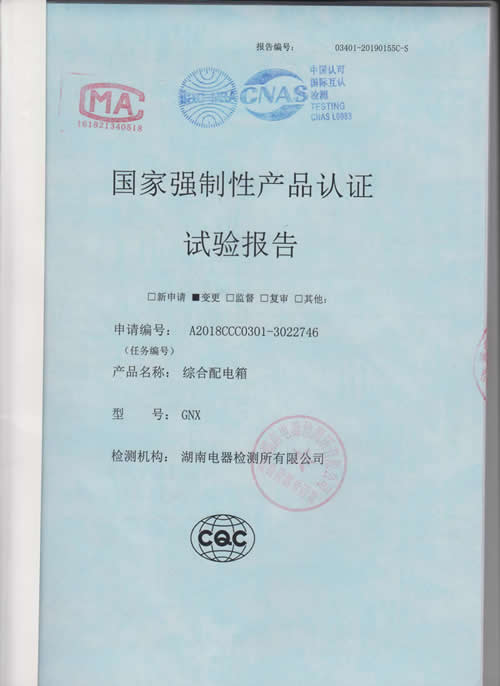 报告编号: 03401-20190155C-S
MA
161821340518
ilac-MRA
CNAS
中国认可
国际互认
检测
TESTING
CNAS L0983
国家强制性产品认证
试验报告
□新申请 ■变更 □监督 □复审 □其他:
申请编号: A2018CCC0301-3022746
(任务编号)
产品名称: 综合配电箱
型 号: GNX
检测机构: 湖南电器检测所有限公司
CQC